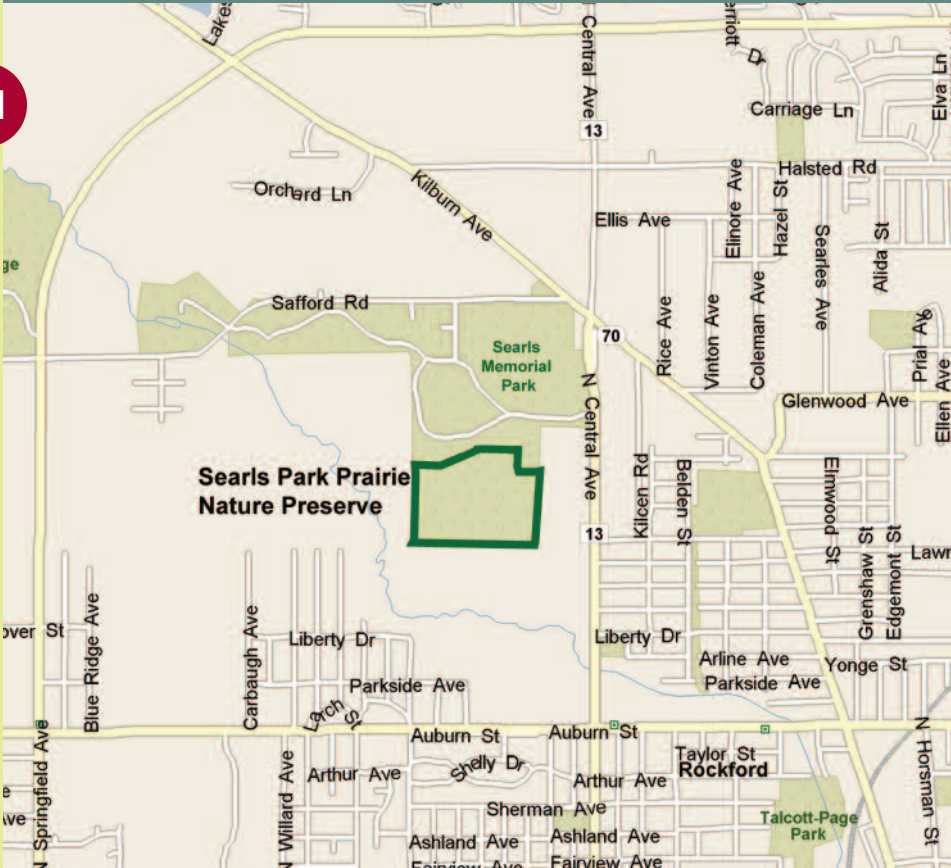 N Central Ave
Carriage Ln
Elva Ln
13
Halsted Rd
Orchard Ln
Kilburn Ave
Ellis Ave
Elinore Ave
Hazel St
Searles Ave
Alida St
Safford Rd
70
Rice Ave
Vinton Ave
Coleman Ave
Searls
Memorial
Park
N Central Ave
Glenwood Ave
Ellen Ave
Searls Park Prairie
Nature Preserve
Kilcen Rd
Belden St
Elmwood St
Grenshaw St
Edgemont St
13
Blue Ridge Ave
Carbaugh Ave
Liberty Dr
Liberty Dr
Arline Ave
Parkside Ave
Yonge St
Parkside Ave
Lorch St
Auburn St
Auburn St
N Springfield Ave
N Willard Ave
Arthur Ave
Shelly Dr
Taylor St
Rockford
Arthur Ave
Sherman Ave
Talcott-Page
Park
N Horsman St
Ashland Ave
Ashland Ave
Fairview Ave
Fairview Ave